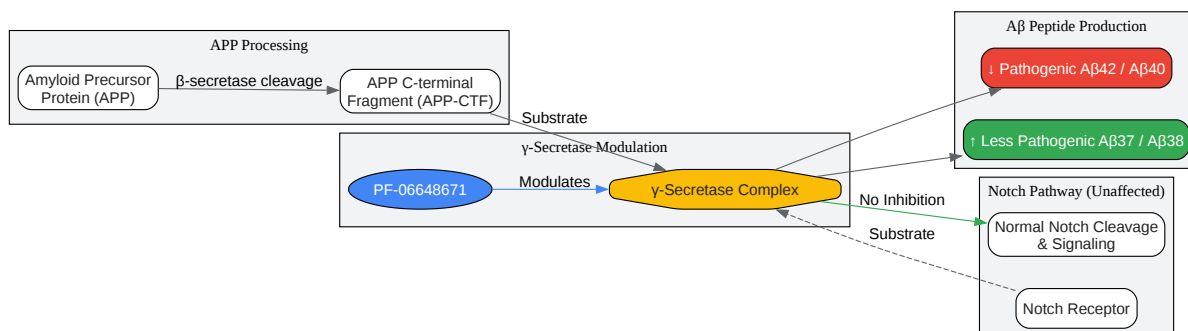 APP Processing
Amyloid Precursor
Protein (APP)
β-secretase cleavage
APP C-terminal
Fragment (APP-CTF)
Substrate
γ-Secretase Modulation
PF-06648671
Modulates
γ-Secretase Complex
Aβ Peptide Production
↓ Pathogenic Aβ42 / Aβ40
↑ Less Pathogenic Aβ37 / Aβ38
Notch Pathway (Unaffected)
No Inhibition
Normal Notch Cleavage
& Signaling
Substrate
Notch Receptor